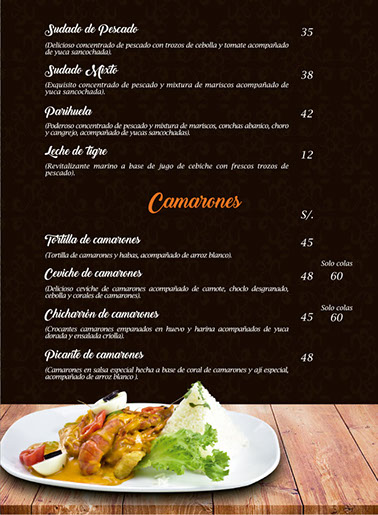 Sudado de Pescado 35
(Delicioso concentrado de pescado con trozos de cebolla y tomate acompañado
de yuca sancochada).
Sudado Mixto 38
(Exquisito concentrado de pescado y mixtura de mariscos acompañado de
yuca sancochada).
Parihuela 42
(Poderoso concentrado de pescado y mixtura de mariscos, conchas abanico, choro
y cangrejo, acompañado de yucas sancochadas).
Leche de tigre 12
(Revitalizante marino a base de jugo de cebiche con frescos trozos de
pescado).
Camarones
S/.
Tortilla de camarones 45
(Tortilla de camarones y habas, acompañado de arroz blanco).
Solo colas
Ceviche de camarones 48 60
(Delicioso ceviche de camarones acompañado de camote, choclo desgranado,
cebolla y corales de camarones).
Solo colas
Chicharrón de camarones 45 60
(Crocantes camarones empanados en huevo y harina acompañados de yuca
dorada y ensalada criolla).
Picante de camarones 48
(Camarones en salsa especial hecha a base de coral de camarones y ají especial,
acompañado de arroz blanco ).